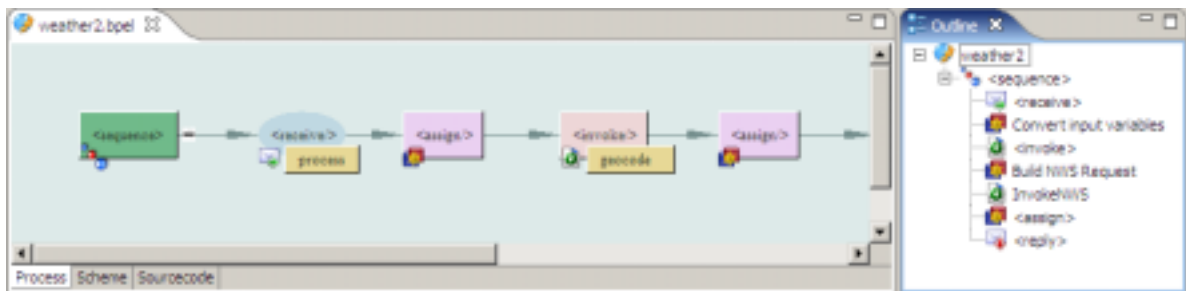 weather2.bpel
<sequence>
<receive/>
process
<assign/>
<invoke/>
geocode
<assign/>
Process Scheme Sourcecode
Outline
weather2
<sequence>
<receive>
Convert input variables
<invoke>
Build NWS Request
InvokeNWS
<assign>
<reply>